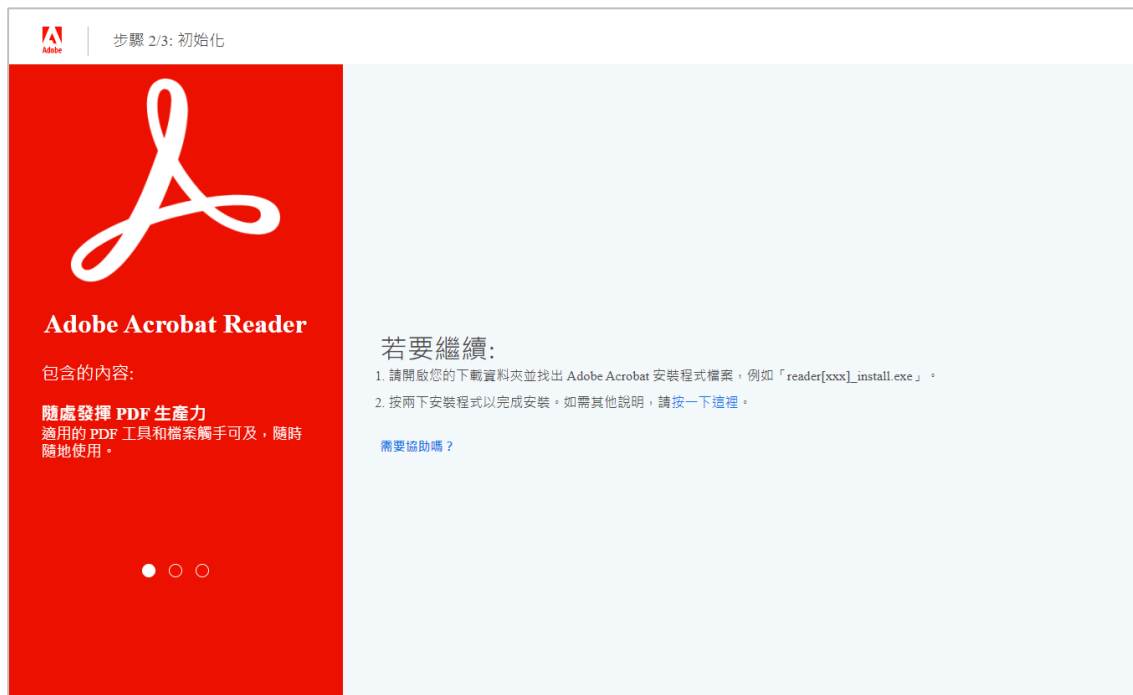 Adobe
步驟 2/3: 初始化
Adobe Acrobat Reader
包含的內容:
隨處發揮 PDF 生產力
適用的 PDF 工具和檔案觸手可及，隨時
隨地使用。
若要繼續:
1. 請開啟您的下載資料夾並找出 Adobe Acrobat 安裝程式檔案，例如「reader[xxx]_install.exe」。
2. 按兩下安裝程式以完成安裝。如需其他說明，請按一下這裡。
需要協助嗎？